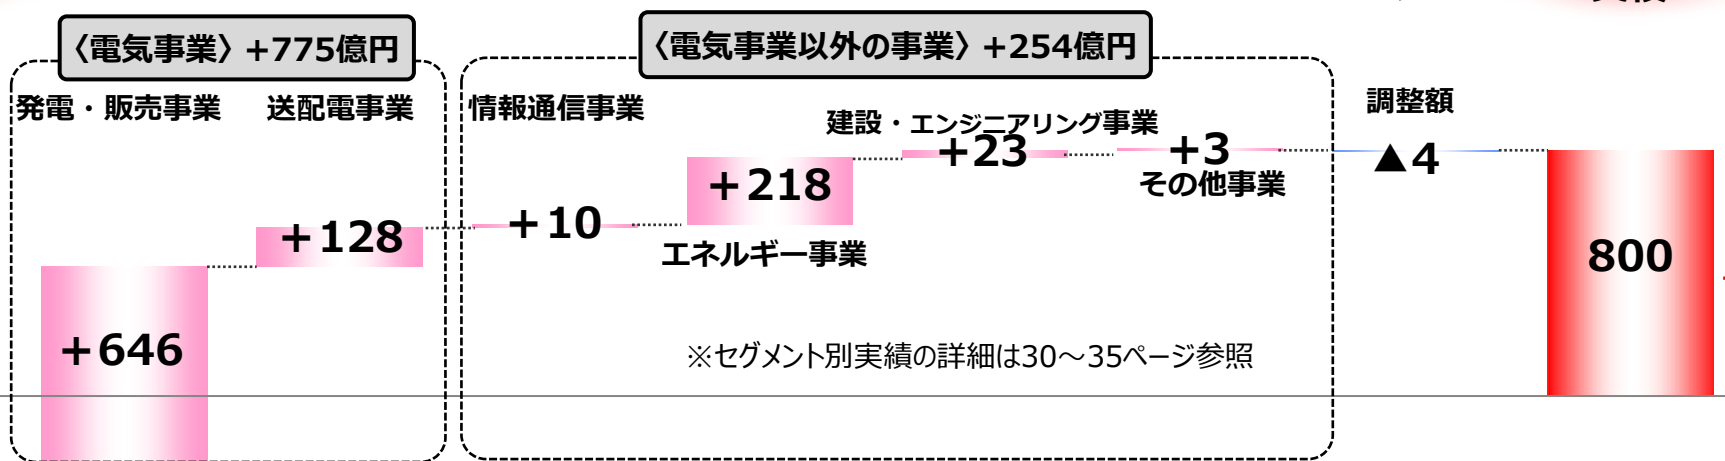 〈電気事業〉+775億円
〈電気事業以外の事業〉+254億円
発電・販売事業
送配電事業
情報通信事業
建設・エンジニアリング事業
調整額
+23
+3
▲4
その他事業
+218
+10
+128
エネルギー事業
800
+646
※セグメント別実績の詳細は30~35ページ参照